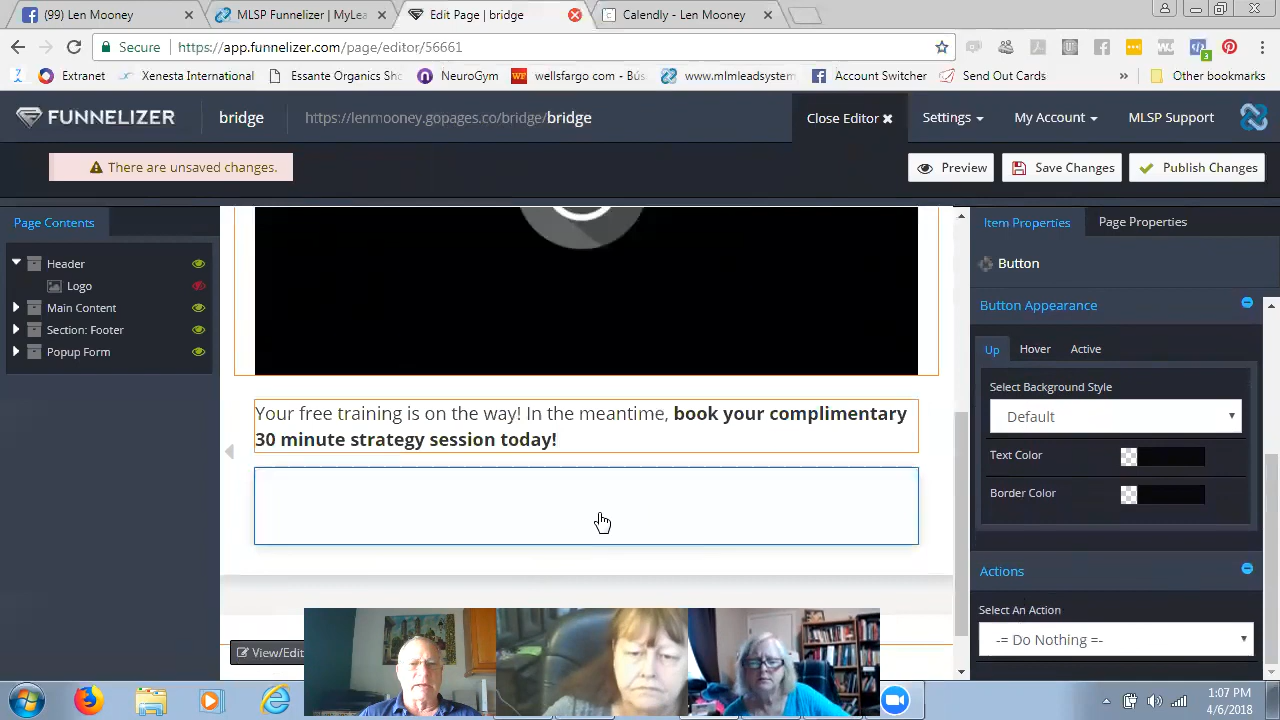 (99) Len Mooney
MLSP Funnelizer | MyLea
Edit Page | bridge
Calendly - Len Mooney
Secure
https://app.funnelizer.com/page/editor/56661
3
Extranet
Xenesta International
Essante Organics Sh
NeuroGym
wellsfargo com - Bus
www.mlmleadsystem
Account Switcher
Send Out Cards
Other bookmarks
FUNNELIZER
bridge
https://lenmooney.gopages.co/bridge/bridge
Close Editor
Settings
My Account
MLSP Support
There are unsaved changes.
Preview
Save Changes
Publish Changes
Page Contents
Header
Logo
Main Content
Section: Footer
Popup Form
Your free training is on the way! In the meantime, book your complimentary
30 minute strategy session today!
View/Edit
Item Properties
Page Properties
Button
Button Appearance
Up
Hover
Active
Select Background Style
Default
Text Color
Border Color
Actions
Select An Action
-= Do Nothing =-
1:07 PM
4/6/2018